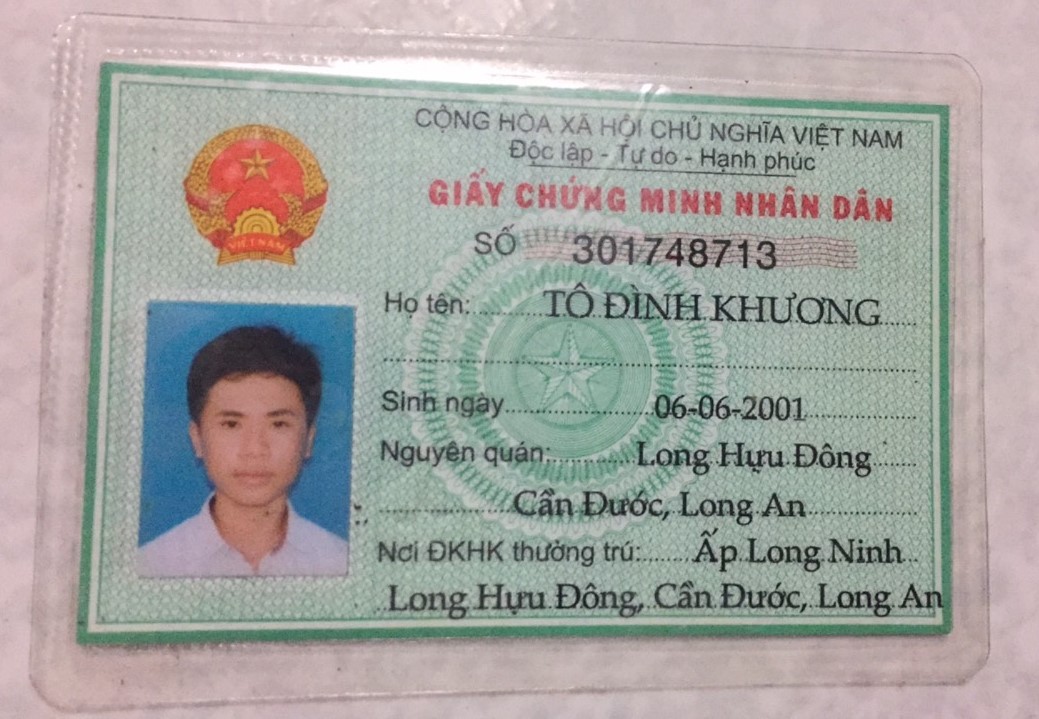 CỘNG HÒA XÃ HỘI CHỦ NGHĨA VIỆT NAM
Độc lập - Tự do - Hạnh phúc
GIẤY CHỨNG MINH NHÂN DÂN
VIỆT NAM
SỐ 301748713
Họ tên: TÔ ĐÌNH KHƯƠNG
Sinh ngày 06-06-2001
Nguyên quán: Long Hựu Đông
Cần Đước, Long An
Nơi ĐKHK thường trú: Ấp Long Ninh
Long Hựu Đông, Cần Đước, Long An